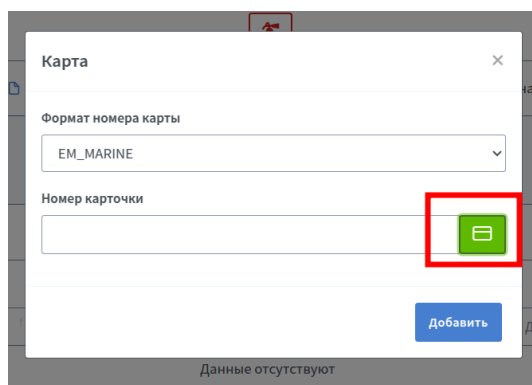 Карта
Формат номера карты
EM_MARINE
Номер карточки
Добавить
Данные отсутствуют